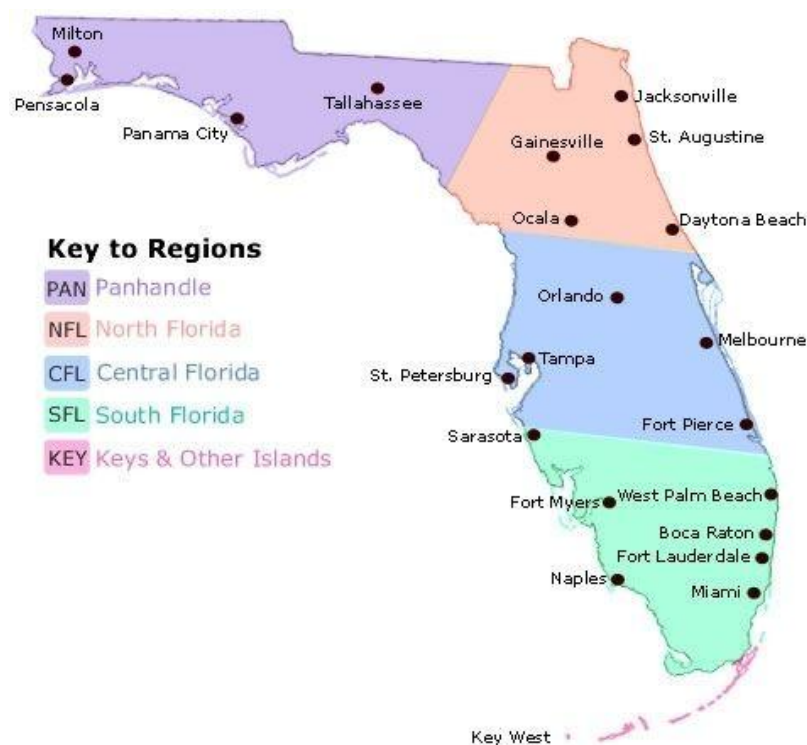 Milton
Pensacola
Panama City
Tallahassee
Jacksonville
St. Augustine
Gainesville
Ocala
Daytona Beach
Key to Regions
PAN Panhandle
NFL North Florida
CFL Central Florida
SFL South Florida
KEY Keys & Other Islands
Orlando
Melbourne
Tampa
St. Petersburg
Fort Pierce
Sarasota
West Palm Beach
Fort Myers
Boca Raton
Fort Lauderdale
Naples
Miami
Key West